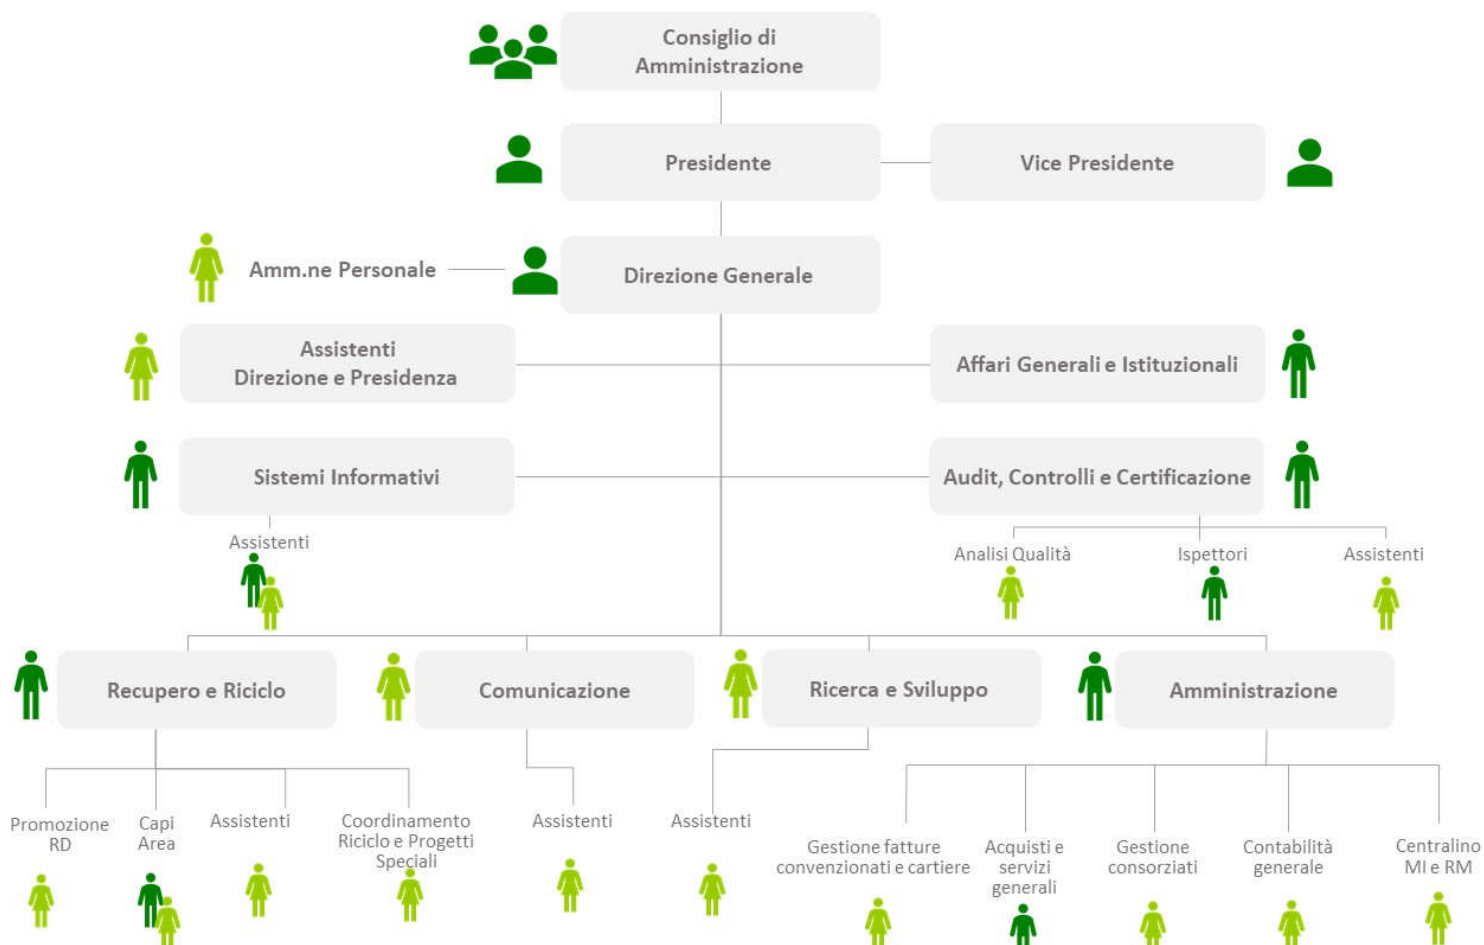 Consiglio di
Amministrazione
Presidente
Vice Presidente
Amm.ne Personale
Direzione Generale
Assistenti
Direzione e Presidenza
Affari Generali e Istituzionali
Sistemi Informativi
Audit, Controlli e Certificazione
Assistenti
Analisi Qualità
Ispettori
Assistenti
Recupero e Riciclo
Comunicazione
Ricerca e Sviluppo
Amministrazione
Promozione
RD
Capi
Area
Assistenti
Coordinamento
Riciclo e Progetti
Speciali
Assistenti
Assistenti
Gestione fatture
convenzionati e cartiere
Acquisti e
servizi
generali
Gestione
consorziati
Contabilità
generale
Centralino
MI e RM